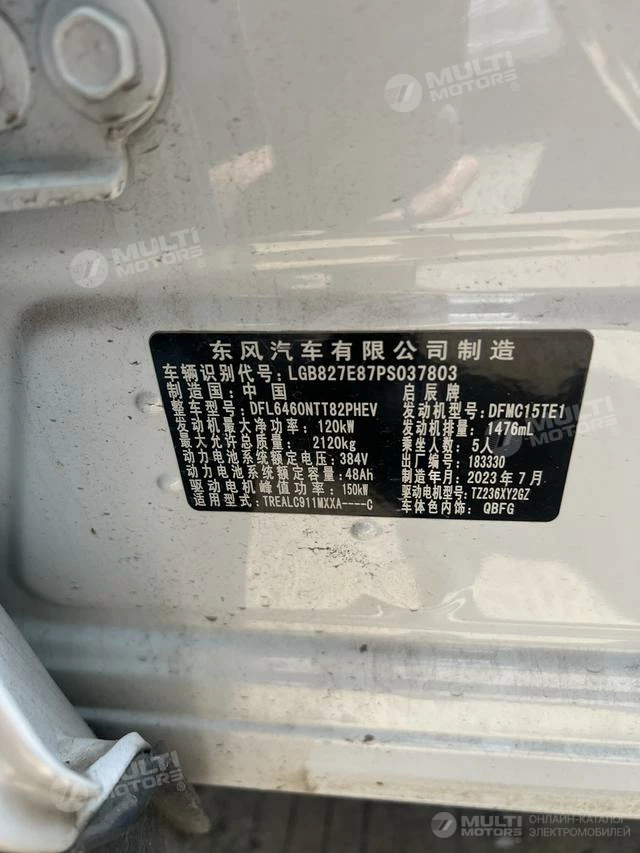 MULTI
MOTORS®
MULTI
MOTORS®
东风汽车有限公司制造
车辆识别代号：LGB827E87PS037803
制造国：中国 启辰牌
整车型号：DFL6460NTT82PHEV 发动机型号：DFMC15TE1
发动机最大净功率：120kW 发动机排量：1476mL
最大允许总质量：2120kg 乘坐人数：5人
动力电池系统额定电压：384V 出厂编号：183330
动力电池系统额定容量：48Ah 制造年月：2023年7月
驱动电机峰值功率：150kW 驱动电机型号：TZ236XY2GZ
适用型号：TREALC911MXXA----C 车体色内饰：QBFG
MULTI
MOTORS®
MULTI
MOTORS®
ОНЛАЙН-КАТАЛОГ
ЭЛЕКТРОМОБИЛЕЙ